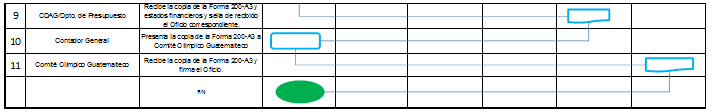 9 CDAG/Dpto. de Presupuesto Recibe la copia de la Forma 200-A3 y
estados financieros y sella de recibido
el Oficio correspondiente.
10 Contador General Presenta la copia de la Forma 200-A3 a
Comité Olímpico Guatemalteco
11 Comité Olímpico Guatemalteco Recibe la copia de la Forma 200-A3 y
firma el Oficio.
FIN